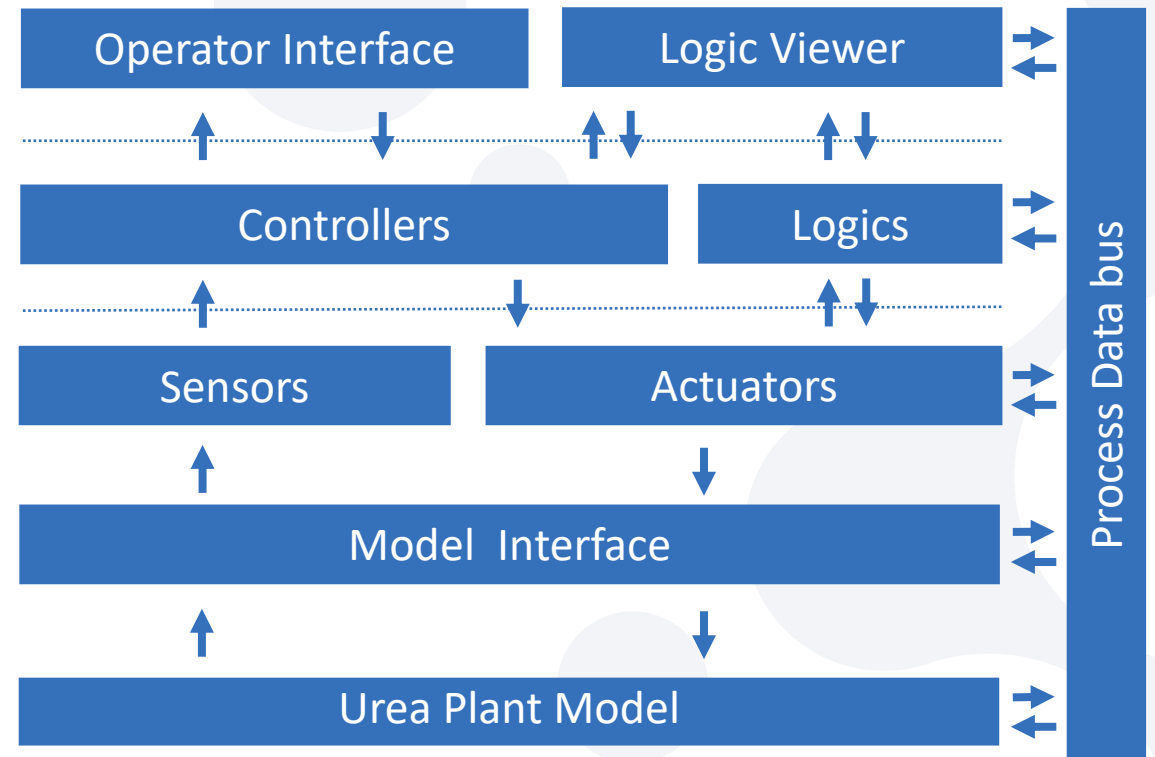 Operator Interface
Logic Viewer
Controllers
Logics
Sensors
Actuators
Model Interface
Urea Plant Model
Process Data bus